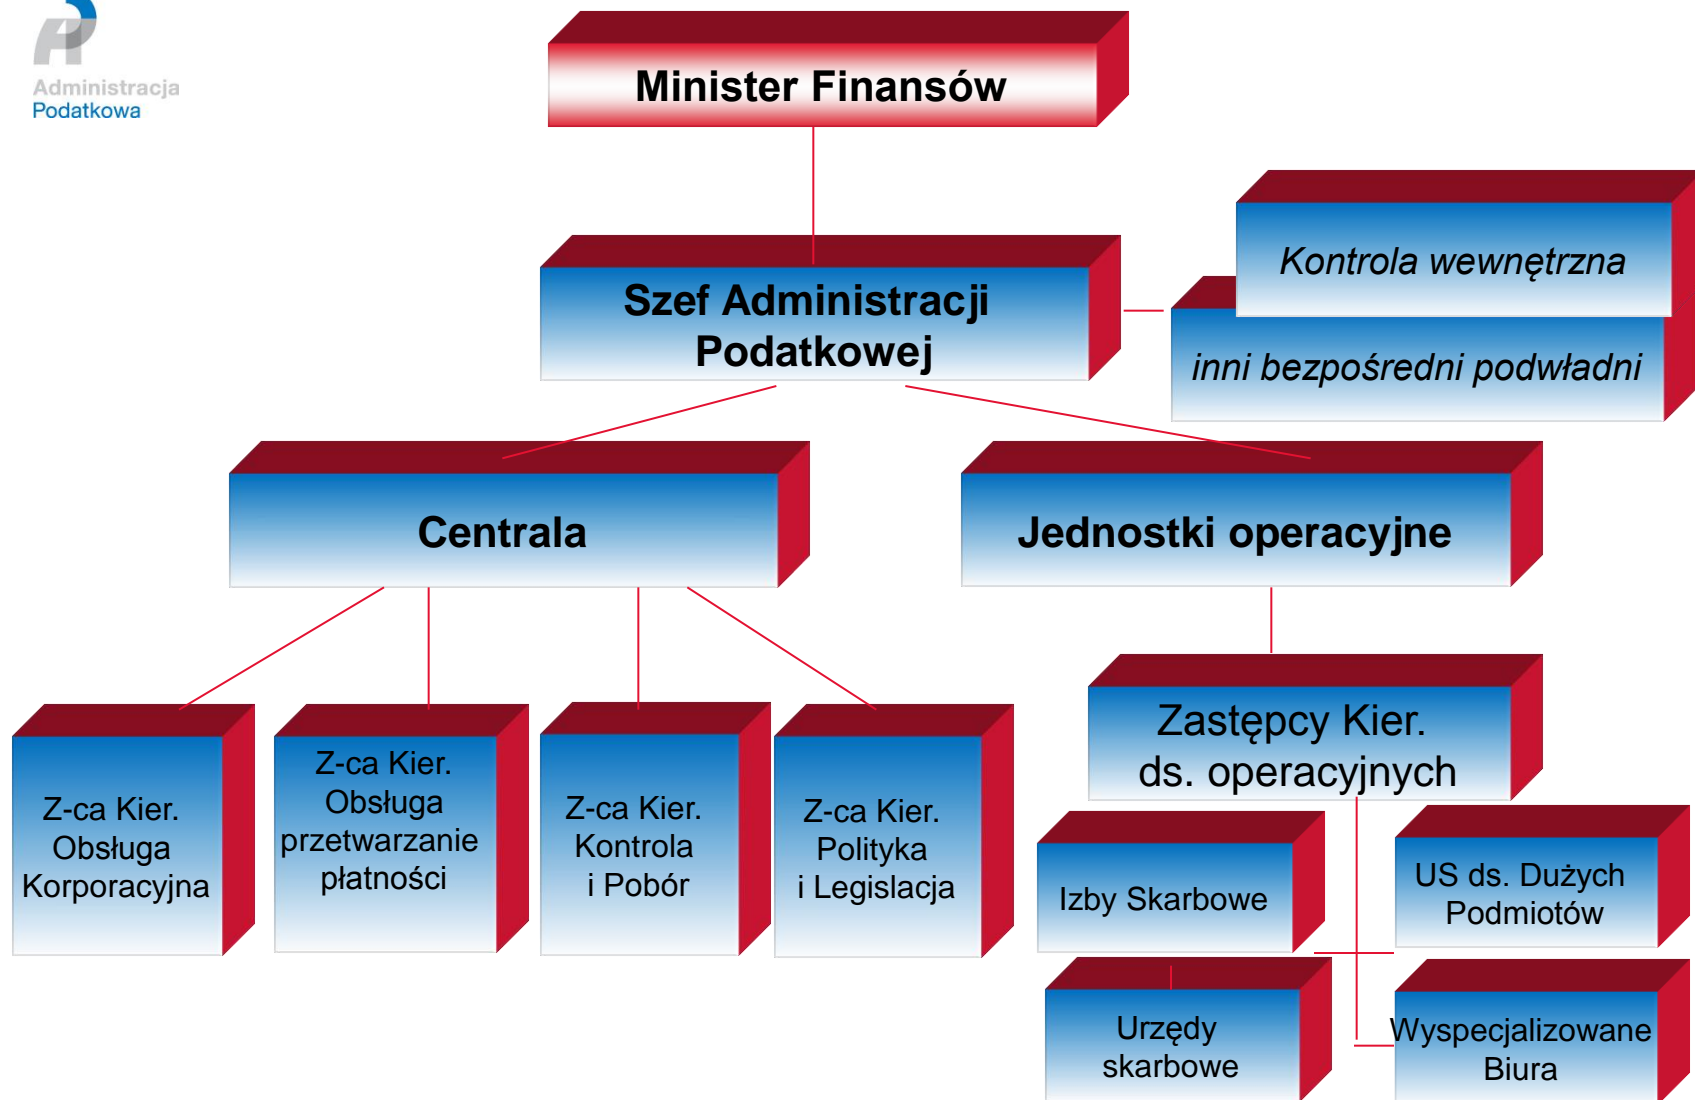 Administracja
Podatkowa
Minister Finansów
Kontrola wewnętrzna
Szef Administracji
Podatkowej
inni bezpośredni podwładni
Centrala
Jednostki operacyjne
Zastępcy Kier.
ds. operacyjnych
Z-ca Kier.
Obsługa
Korporacyjna
Z-ca Kier.
Obsługa
przetwarzanie
płatności
Z-ca Kier.
Kontrola
i Pobór
Z-ca Kier.
Polityka
i Legislacja
Izby Skarbowe
US ds. Dużych
Podmiotów
Urzędy
skarbowe
Wyspecjalizowane
Biura